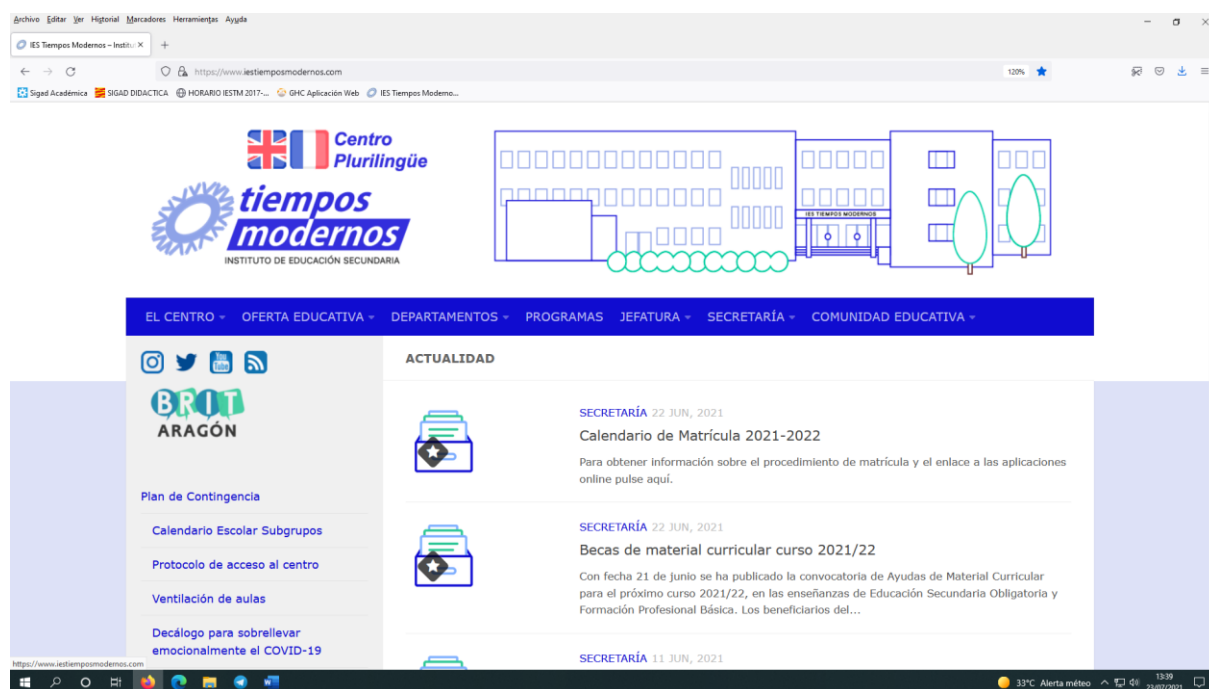 Archivo Editar Ver Historial Marcadores Herramientas Ayuda
IES Tiempos Modernos – Institu
https://www.iestiemposmodernos.com
120%
Sigad Académica SIGAD DIDACTICA HORARIO IESTM 2017-... GHC Aplicación Web IES Tiempos Moderno...
Centro
Plurilingüe
tiempos
modernos
INSTITUTO DE EDUCACIÓN SECUNDARIA
IES TIEMPOS MODERNOS
EL CENTRO OFERTA EDUCATIVA DEPARTAMENTOS PROGRAMAS JEFATURA SECRETARÍA COMUNIDAD EDUCATIVA
You
Tube
BRIT
ARAGÓN
Plan de Contingencia
Calendario Escolar Subgrupos
Protocolo de acceso al centro
Ventilación de aulas
Decálogo para sobrellevar
emocionalmente el COVID-19
ACTUALIDAD
SECRETARÍA 22 JUN, 2021
Calendario de Matrícula 2021-2022
Para obtener información sobre el procedimiento de matrícula y el enlace a las aplicaciones
online pulse aquí.
SECRETARÍA 22 JUN, 2021
Becas de material curricular curso 2021/22
Con fecha 21 de junio se ha publicado la convocatoria de Ayudas de Material Curricular
para el próximo curso 2021/22, en las enseñanzas de Educación Secundaria Obligatoria y
Formación Profesional Básica. Los beneficiarios del...
SECRETARÍA 11 JUN, 2021
https://www.iestiemposmodernos.com
33°C Alerta méteo
13:39
23/07/2021